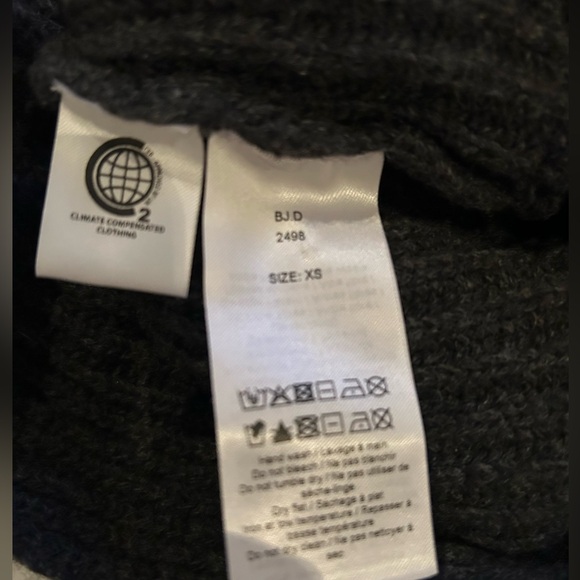 2
CLIMATE COMPENSATED
CLOTHING
BJ.D
2498
SIZE: XS
Hand wash / Lavage à main
Do not bleach / Ne pas blanchir
Do not tumble dry / Ne pas utiliser de
sèche-linge
Dry flat / Séchage à plat
Iron at low temperature / Repasser à
basse température
Do not dry clean / Ne pas nettoyer à
sec